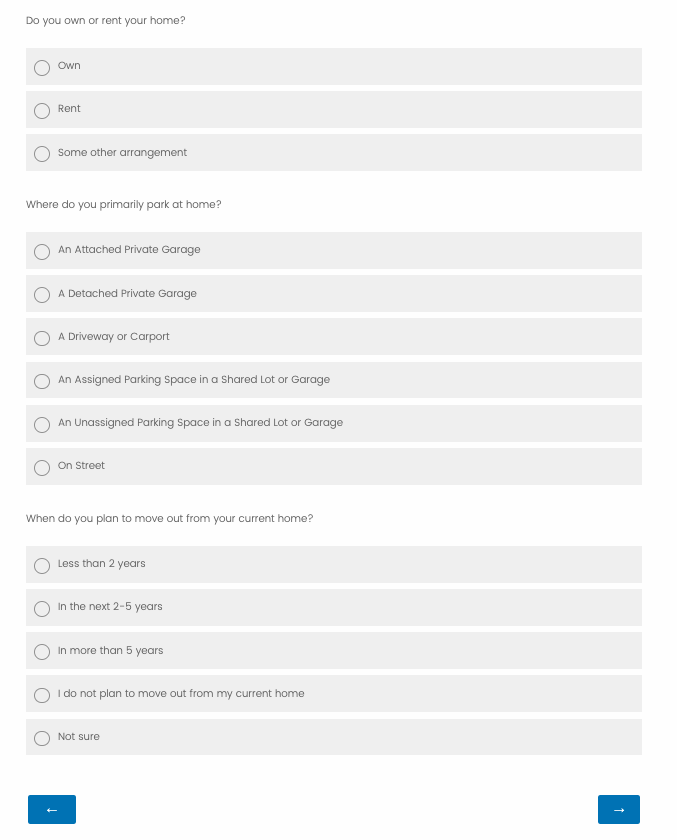 Do you own or rent your home?
Own
Rent
Some other arrangement
Where do you primarily park at home?
An Attached Private Garage
A Detached Private Garage
A Driveway or Carport
An Assigned Parking Space in a Shared Lot or Garage
An Unassigned Parking Space in a Shared Lot or Garage
On Street
When do you plan to move out from your current home?
Less than 2 years
In the next 2-5 years
In more than 5 years
I do not plan to move out from my current home
Not sure
← →